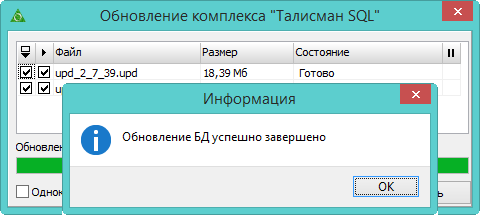 Обновление комплекса "Талисман SQL"
Файл Размер Состояние
upd_2_7_39.upd 18,39 Мб Готово
Информация
Обновление БД успешно завершено
OK